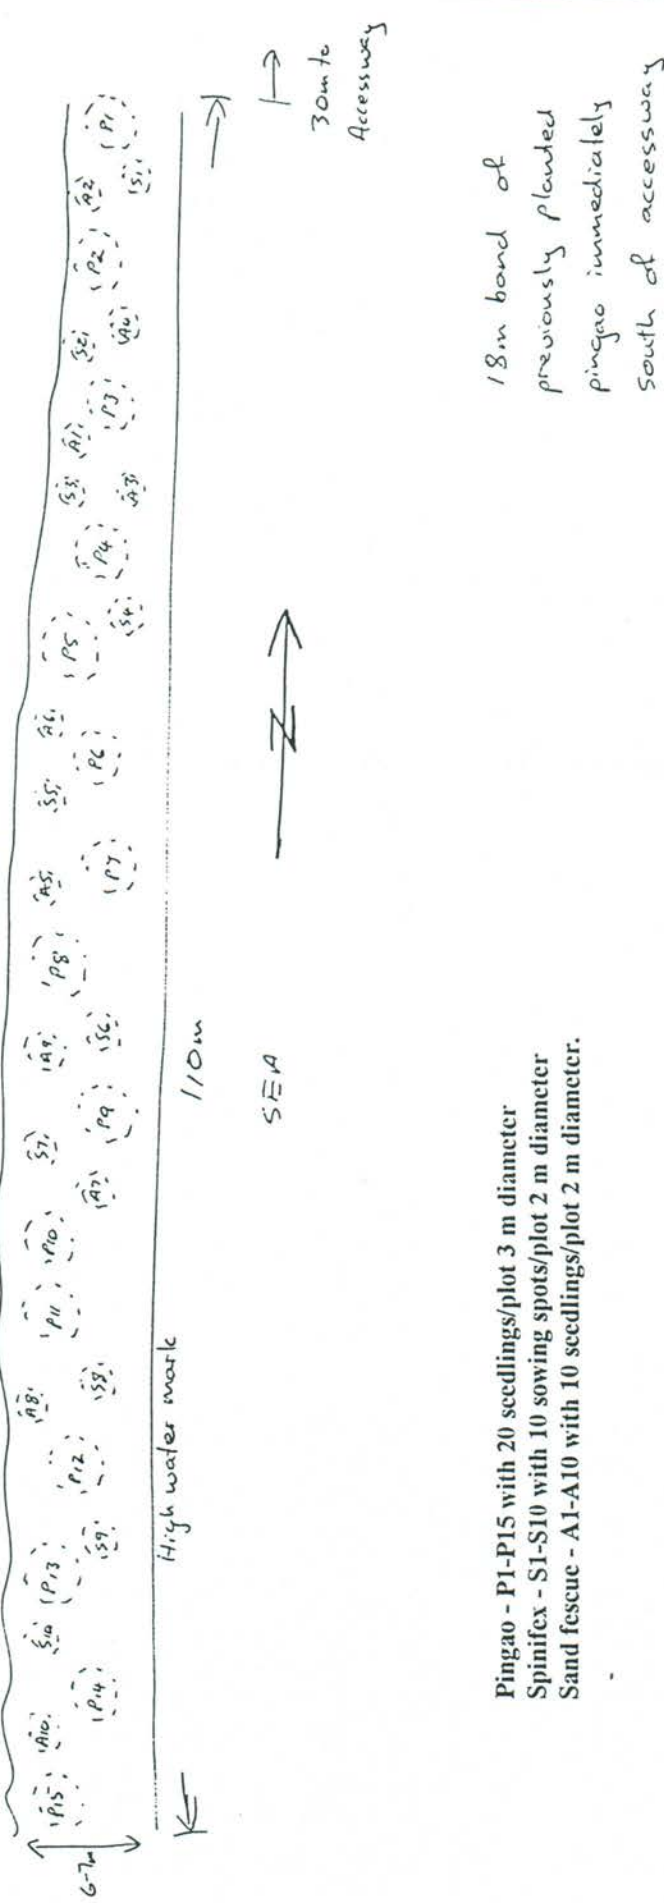 6-7m
P15
A10
P14
S10
P13
S9
P12
A8
S8
P11
P10
A7
S7
P9
A9
S6
P8
A5
P7
S5
P6
A6
P5
S4
P4
S3
A3
A1
P3
S2
A4
P2
A2
S1
P1
High water mark
110m
SEA
N
30m to
Accessway
18m band of
previously planted
pingao immediately
south of accessway
Pingao - P1-P15 with 20 seedlings/plot 3 m diameter
Spinifex - S1-S10 with 10 sowing spots/plot 2 m diameter
Sand fescue - A1-A10 with 10 seedlings/plot 2 m diameter.